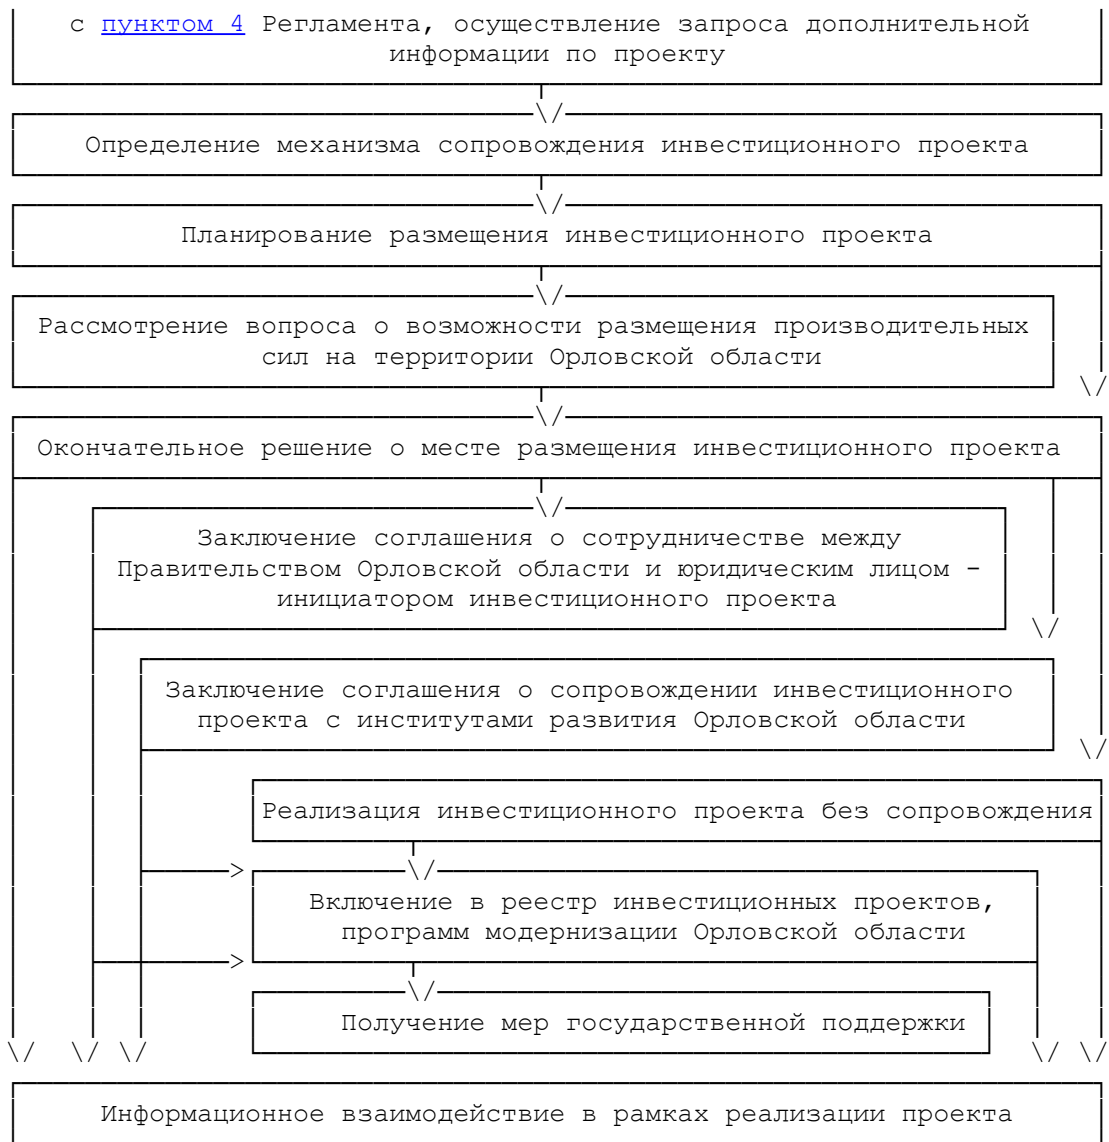 с пунктом 4 Регламента, осуществление запроса дополнительной
информации по проекту
Определение механизма сопровождения инвестиционного проекта
Планирование размещения инвестиционного проекта
Рассмотрение вопроса о возможности размещения производительных
сил на территории Орловской области
Окончательное решение о месте размещения инвестиционного проекта
Заключение соглашения о сотрудничестве между
Правительством Орловской области и юридическим лицом -
инициатором инвестиционного проекта
Заключение соглашения о сопровождении инвестиционного
проекта с институтами развития Орловской области
Реализация инвестиционного проекта без сопровождения
Включение в реестр инвестиционных проектов,
программ модернизации Орловской области
Получение мер государственной поддержки
Информационное взаимодействие в рамках реализации проекта